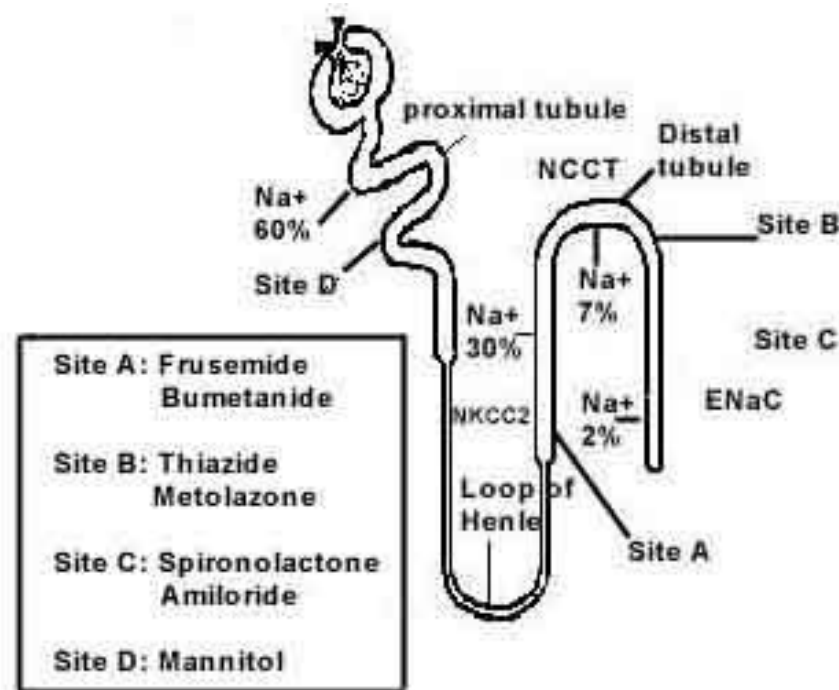 proximal tubule
Distal
tubule
NCCT
Na+
60%
Site B
Site D
Na+
7%
Na+
30%
Site C
NKCC2
Na+
2%
ENaC
Loop of
Henle
Site A
Site A: Frusemide
Bumetanide
Site B: Thiazide
Metolazone
Site C: Spironolactone
Amiloride
Site D: Mannitol